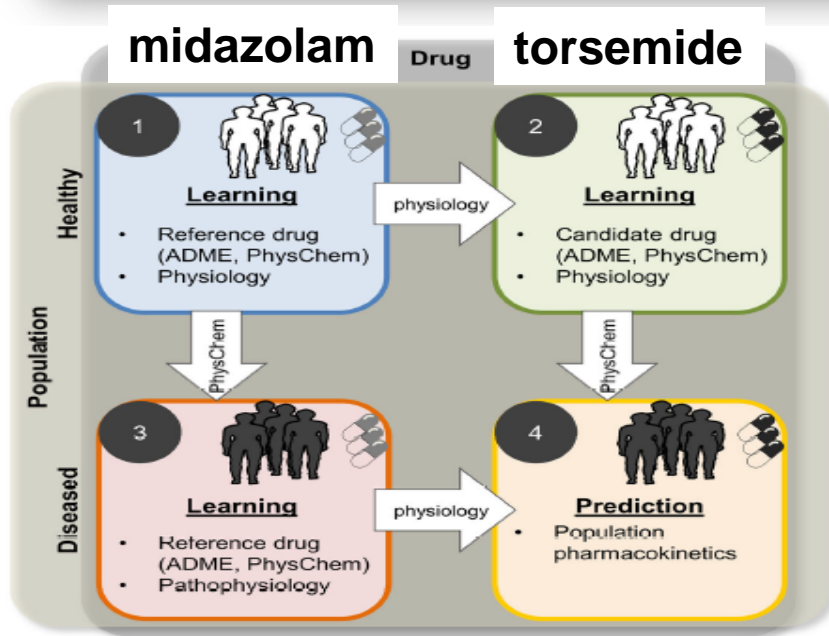 midazolam
Drug
torsemide
Population
Healthy
1
Learning
• Reference drug
(ADME, PhysChem)
• Physiology
physiology
2
Learning
• Candidate drug
(ADME, PhysChem)
• Physiology
PhysChem
PhysChem
Diseased
3
Learning
• Reference drug
(ADME, PhysChem)
• Pathophysiology
physiology
4
Prediction
• Population
pharmacokinetics